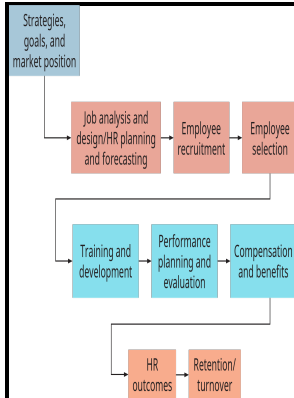 Strategies,
goals, and
market position
Job analysis and
design/HR planning
and forecasting
Employee
recruitment
Employee
selection
Training and
development
Performance
planning and
evaluation
Compensation
and benefits
HR
outcomes
Retention/
turnover